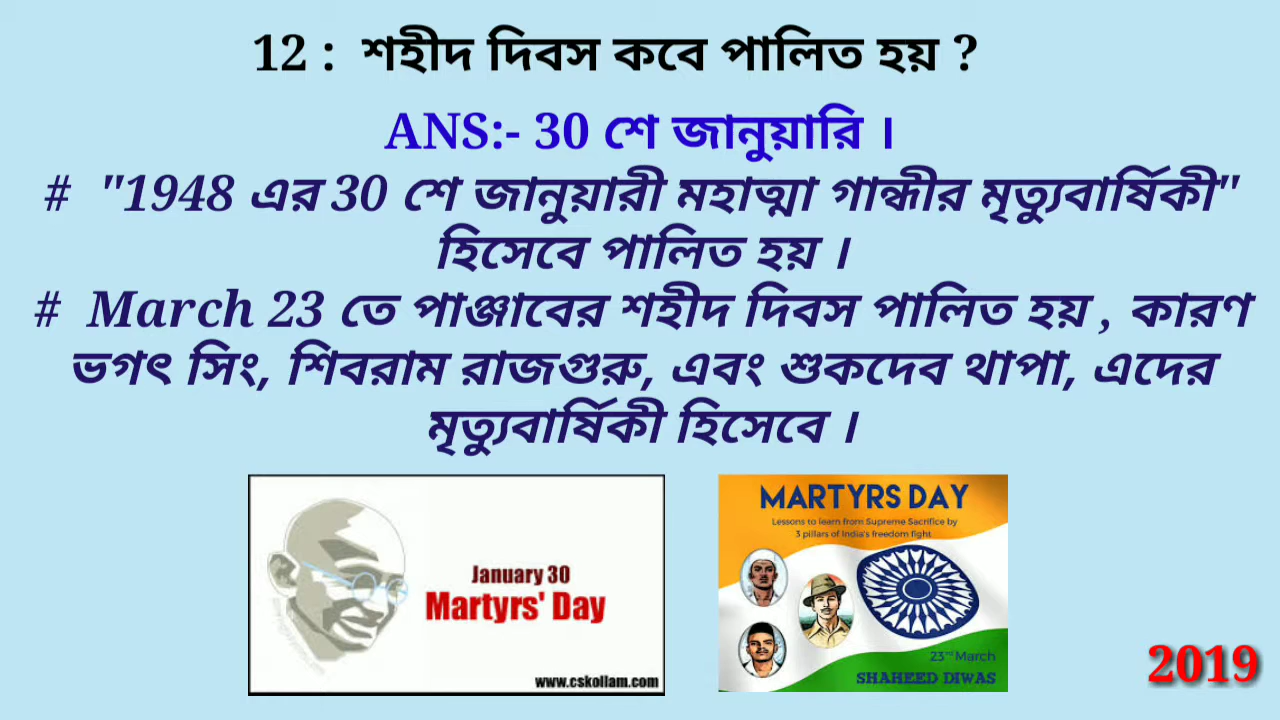 12 : শহীদ দিবস কবে পালিত হয় ?
ANS:- 30 শে জানুয়ারি ।
# "1948 এর 30 শে জানুয়ারী মহাত্মা গান্ধীর মৃত্যুবার্ষিকী"
হিসেবে পালিত হয় ।
# March 23 তে পাঞ্জাবের শহীদ দিবস পালিত হয় , কারণ
ভগৎ সিং, শিবরাম রাজগুরু, এবং শুকদেব থাপা, এদের
মৃত্যুবার্ষিকী হিসেবে ।
January 30
Martyrs' Day
www.cskollam.com
MARTYRS DAY
Lessons to learn from Supreme Sacrifice by
3 pillars of India's freedom fight
23rd March
SHAHEED DIWAS
2019